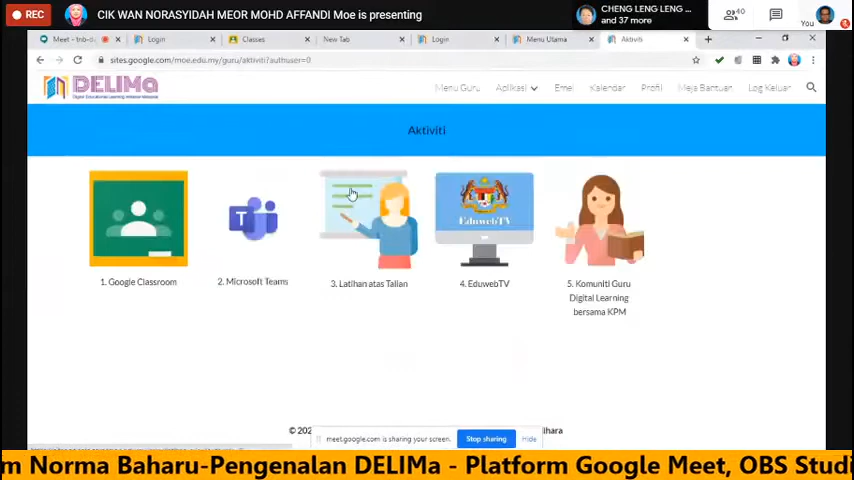 REC
CIK WAN NORASYIDAH MEOR MOHD AFFANDI Moe is presenting
CHENG LENG LENG ...
and 37 more
40
You
Meet - tnb-o
Login
Classes
New Tab
Login
Menu Utama
Aktiviti
sites.google.com/moe.edu.my/guru/aktiviti?authuser=0
DELIMa
Menu Guru
Aplikasi
Emel
Kalendar
Profil
Meja Bantuan
Log Keluar
Aktiviti
EduwebTV
1. Google Classroom
2. Microsoft Teams
3. Latihan atas Talian
4. EduwebTV
5. Komuniti Guru
Digital Learning
bersama KPM
© 202
lihara
meet.google.com is sharing your screen.
Stop sharing
Hide
m Norma Baharu-Pengenalan DELIMa - Platform Google Meet, OBS Studi